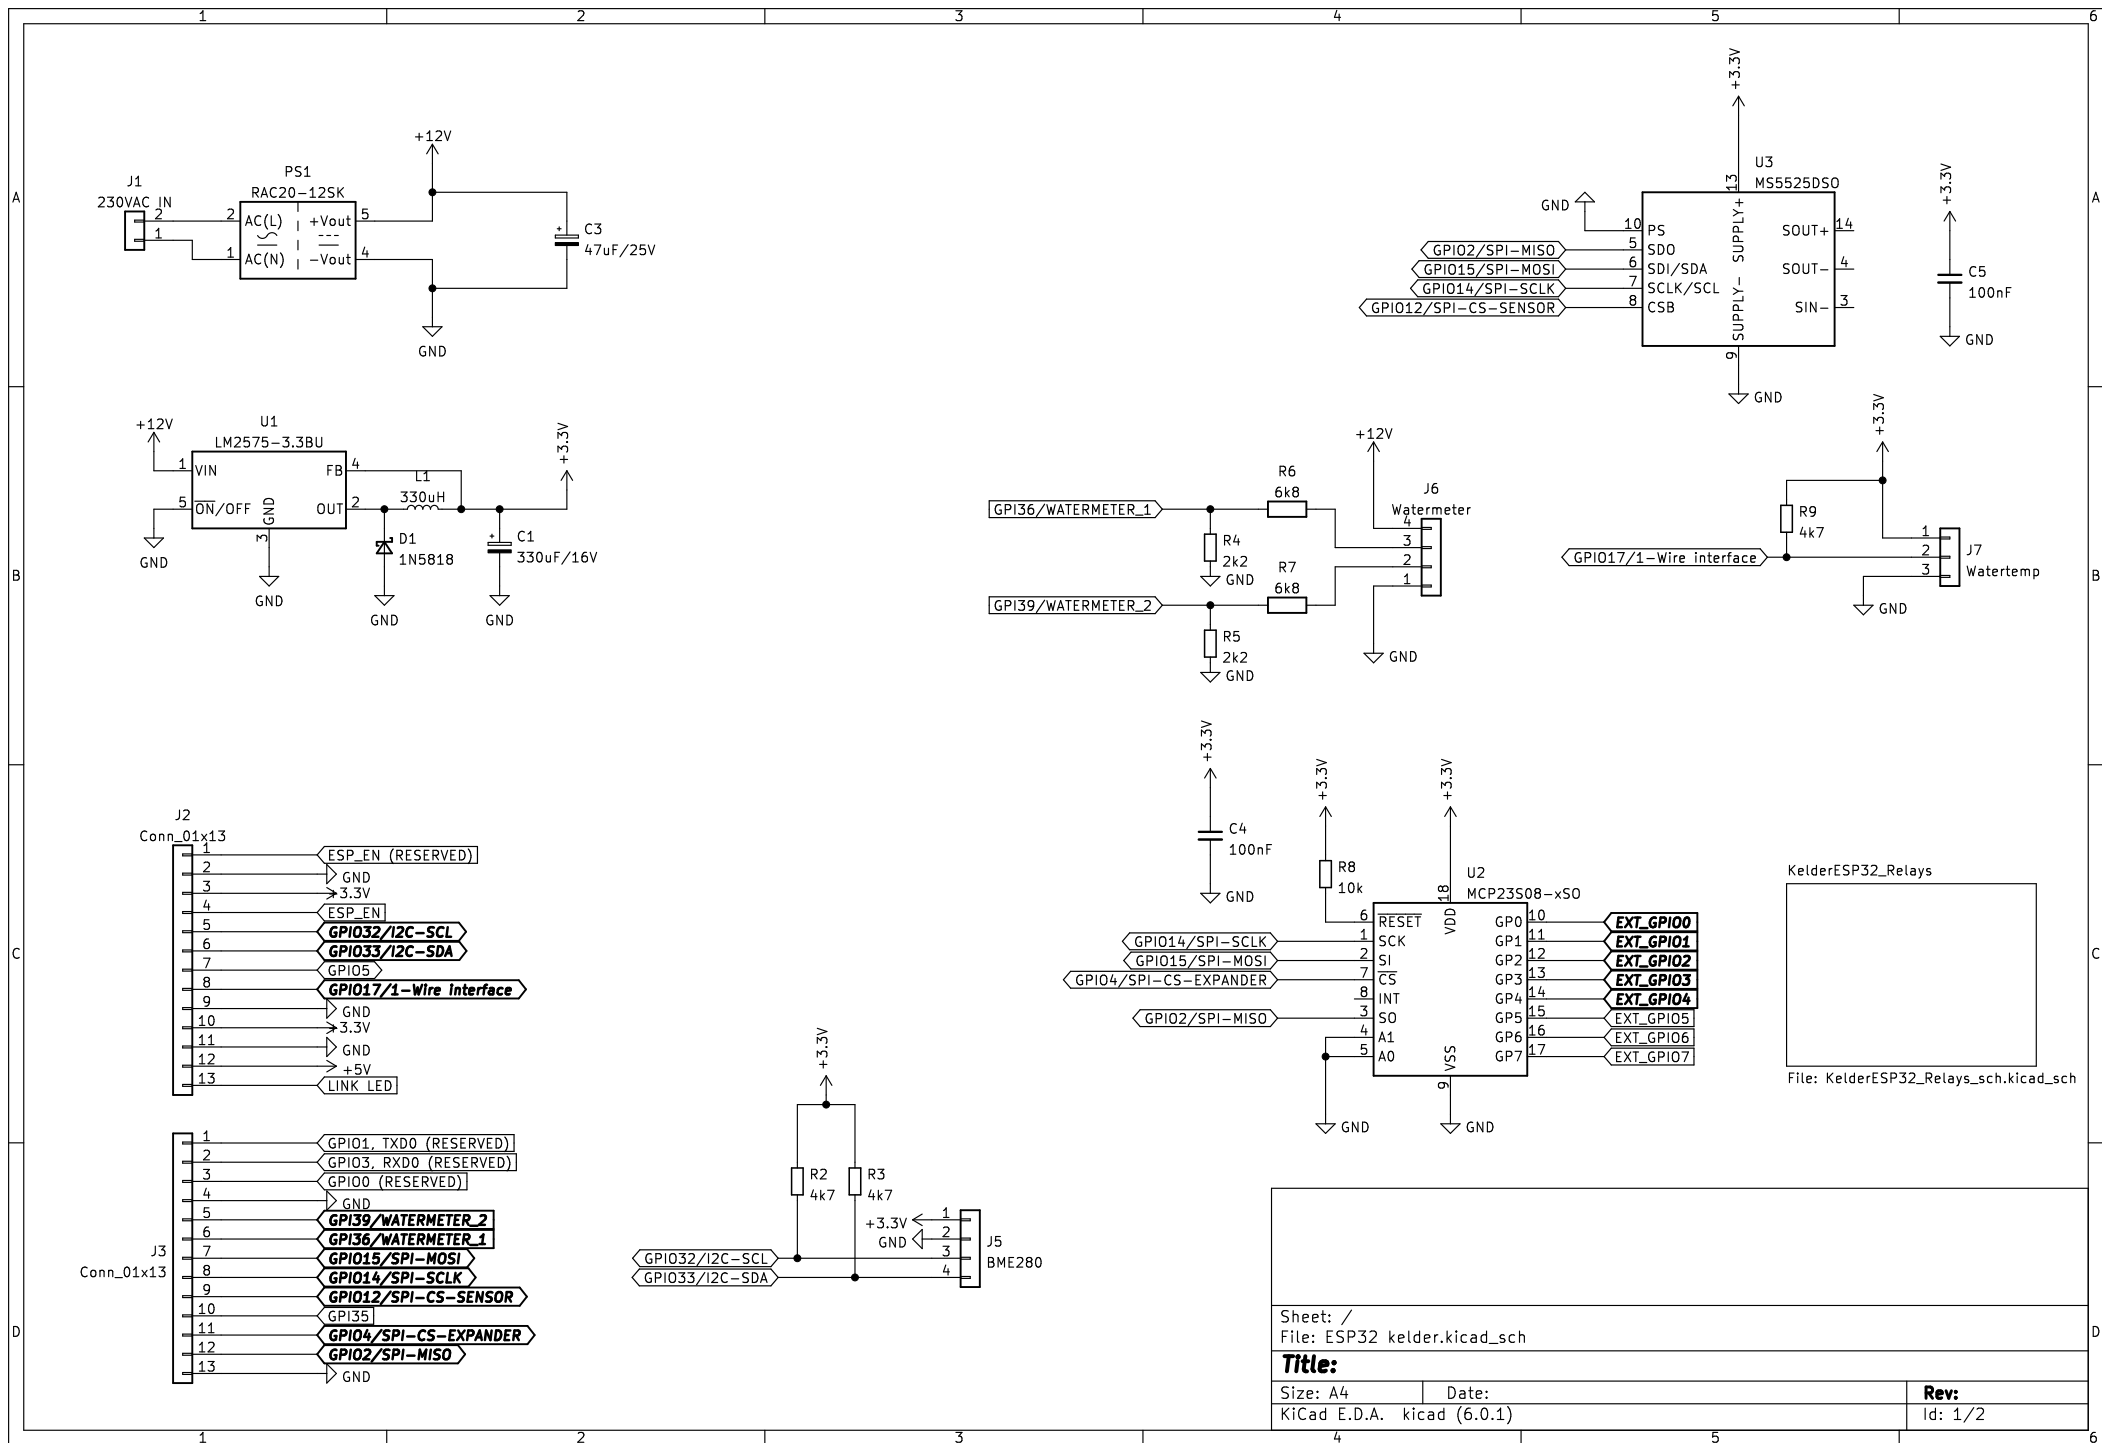 1 2 3 4 5 6
A
B
C
D
A
B
C
D
1 2 3 4 5 6
J1
230VAC IN
2
1
PS1
RAC20-12SK
2 AC(L)
1 AC(N)
+Vout 5
-Vout 4
+12V
+
C3
47uF/25V
GND
+12V
U1
LM2575-3.3BU
1 VIN
5 ON/OFF
GND
3
FB 4
OUT 2
GND
GND
L1
330uH
D1
1N5818
GND
+
C1
330uF/16V
GND
+3.3V
J2
Conn_01x13
1 ESP_EN (RESERVED)
2 GND
3 +3.3V
4 ESP_EN
5 GPIO32/I2C-SCL
6 GPIO33/I2C-SDA
7 GPIO5
8 GPIO17/1-Wire interface
9 GND
10 +3.3V
11 GND
12 +5V
13 LINK LED
J3
Conn_01x13
1 GPIO1, TXD0 (RESERVED)
2 GPIO3, RXD0 (RESERVED)
3 GPIO0 (RESERVED)
4 GND
5 GPI39/WATERMETER_2
6 GPI36/WATERMETER_1
7 GPIO15/SPI-MOSI
8 GPIO14/SPI-SCLK
9 GPIO12/SPI-CS-SENSOR
10 GPI35
11 GPIO4/SPI-CS-EXPANDER
12 GPIO2/SPI-MISO
13 GND
+3.3V
R2
4k7
R3
4k7
+3.3V 1
GND 2
GPIO32/I2C-SCL 3
GPIO33/I2C-SDA 4
J5
BME280
+3.3V
U3
MS5525DSO
13
SUPPLY+
GND
10 PS
GPIO2/SPI-MISO 5 SDO
GPIO15/SPI-MOSI 6 SDI/SDA
GPIO14/SPI-SCLK 7 SCLK/SCL
GPIO12/SPI-CS-SENSOR 8 CSB
SOUT+ 14
SOUT- 4
SIN- 3
SUPPLY-
9
GND
+3.3V
C5
100nF
GND
GPI36/WATERMETER_1
R6
6k8
R4
2k2
GND
GPI39/WATERMETER_2
R7
6k8
R5
2k2
GND
+12V
J6
Watermeter
4
3
2
1
GND
+3.3V
R9
4k7
GPIO17/1-Wire interface
1
2
3
J7
Watertemp
GND
+3.3V
C4
100nF
GND
+3.3V
R8
10k
+3.3V
U2
MCP23S08-xSO
18
VDD
6 RESET
GPIO14/SPI-SCLK 1 SCK
GPIO15/SPI-MOSI 2 SI
GPIO4/SPI-CS-EXPANDER 7 CS
8 INT
GPIO2/SPI-MISO 3 SO
4 A1
5 A0
GP0 10 EXT_GPIO0
GP1 11 EXT_GPIO1
GP2 12 EXT_GPIO2
GP3 13 EXT_GPIO3
GP4 14 EXT_GPIO4
GP5 15 EXT_GPIO5
GP6 16 EXT_GPIO6
GP7 17 EXT_GPIO7
VSS
9
GND
GND
KelderESP32_Relays
File: KelderESP32_Relays_sch.kicad_sch
Sheet: /
File: ESP32 kelder.kicad_sch
Title:
Size: A4 Date: Rev:
KiCad E.D.A. kicad (6.0.1) Id: 1/2